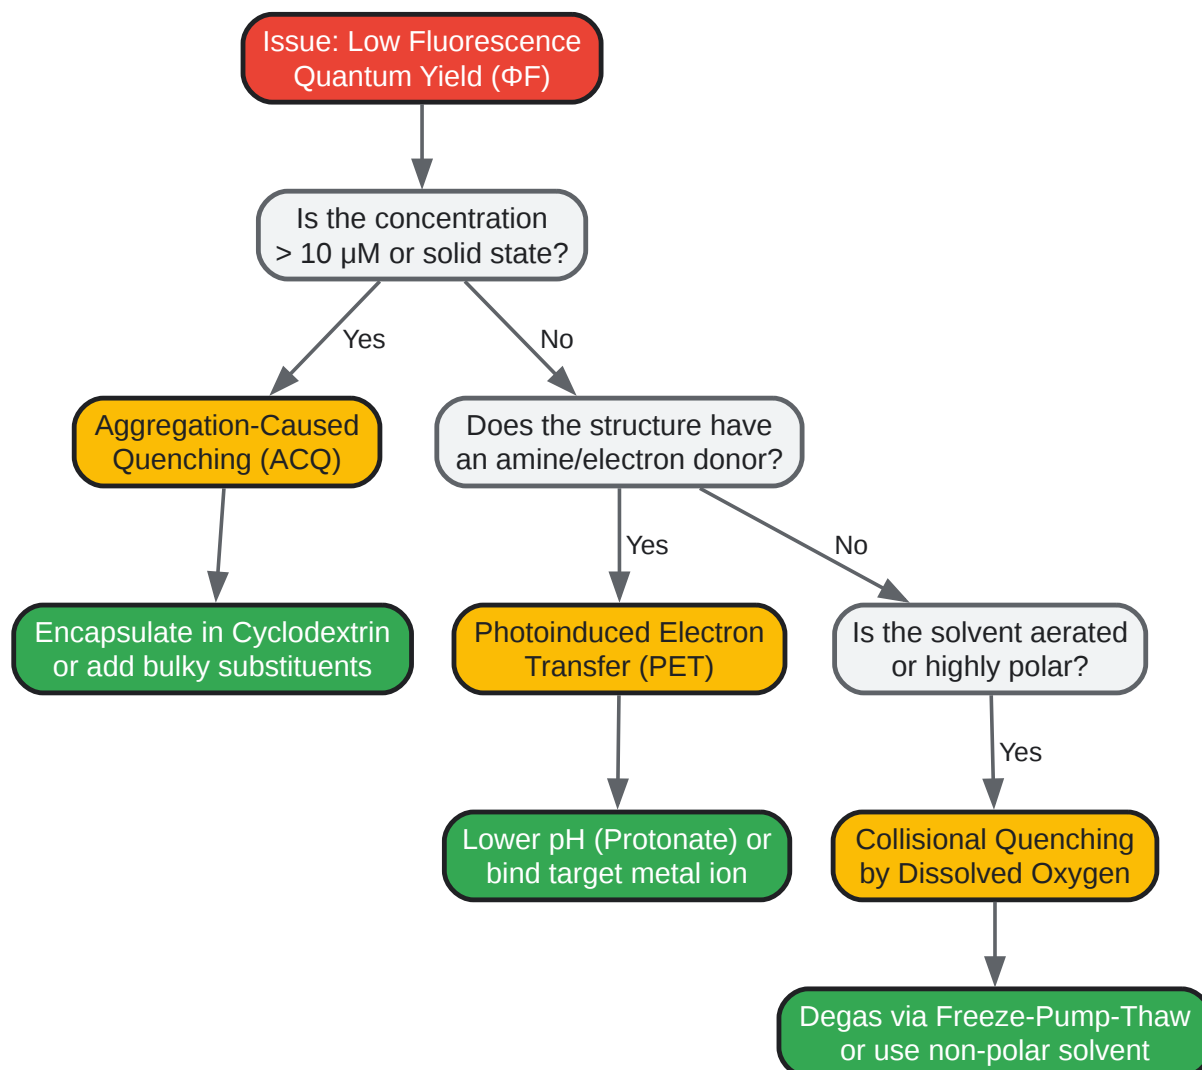 Issue: Low Fluorescence
Quantum Yield (ΦF)
Is the concentration
> 10 μM or solid state?
Yes
No
Aggregation-Caused
Quenching (ACQ)
Does the structure have
an amine/electron donor?
Yes
No
Encapsulate in Cyclodextrin
or add bulky substituents
Photoinduced Electron
Transfer (PET)
Is the solvent aerated
or highly polar?
Yes
Lower pH (Protonate) or
bind target metal ion
Collisional Quenching
by Dissolved Oxygen
Degas via Freeze-Pump-Thaw
or use non-polar solvent